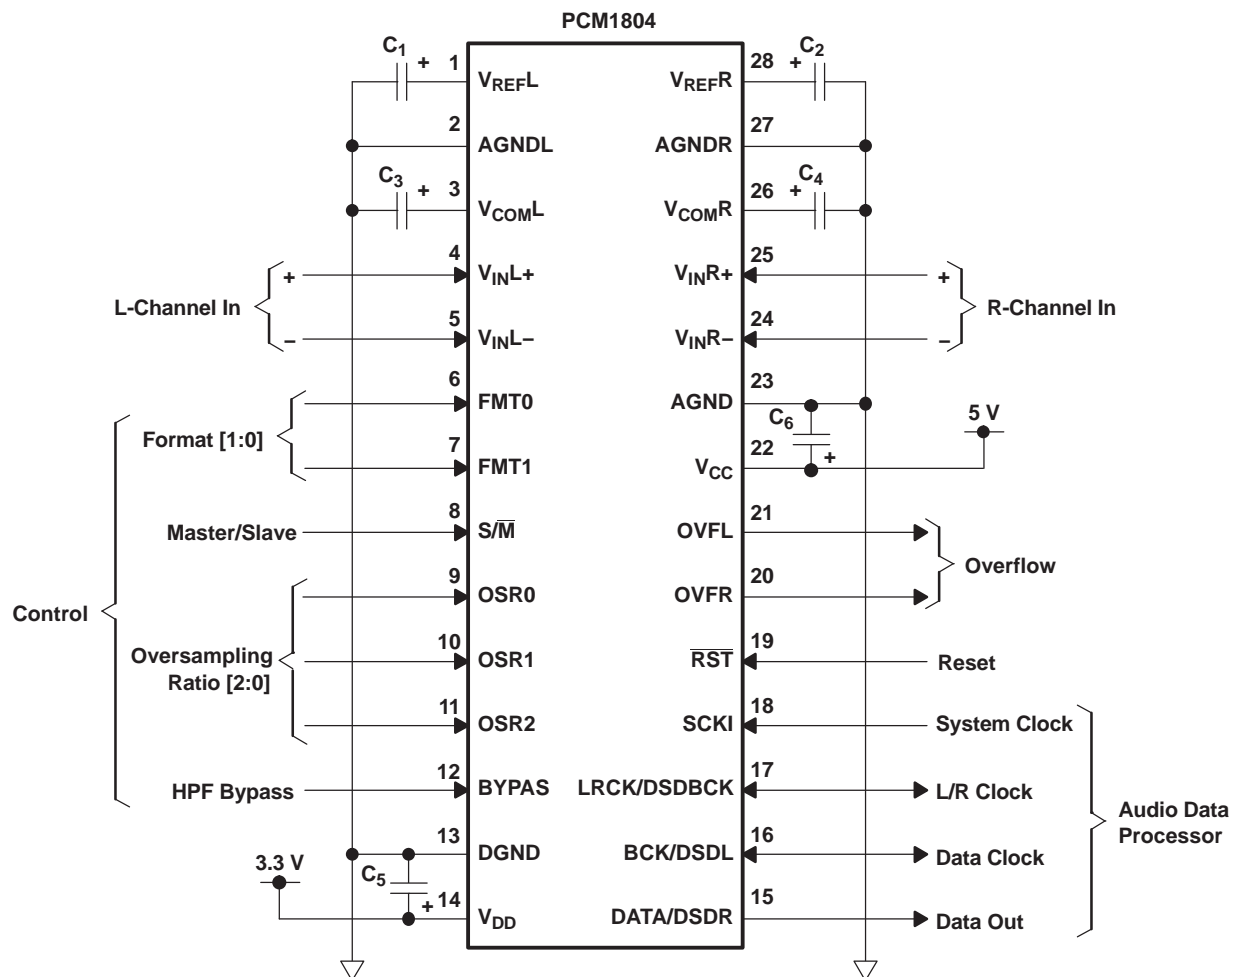 PCM1804
C1 + 1 VREFL VREFR 28 + C2
2 AGNDL AGNDR 27
C3 + 3 VCOML VCOMR 26 + C4
L-Channel In + 4 VINL+ VINR+ 25 + R-Channel In
− 5 VINL− VINR− 24 −
Format [1:0] 6 FMT0 AGND 23
C6 + 5 V
7 FMT1 VCC 22
Master/Slave 8 S/M̅ OVFL 21
Overflow
Control 9 OSR0 OVFR 20
Oversampling
Ratio [2:0]
10 OSR1 R̅S̅T̅ 19 Reset
11 OSR2 SCKI 18 System Clock
HPF Bypass 12 BYPAS LRCK/DSDBCK 17 L/R Clock
Audio Data
Processor
13 DGND BCK/DSDL 16 Data Clock
3.3 V C5 +
14 VDD DATA/DSDR 15 Data Out